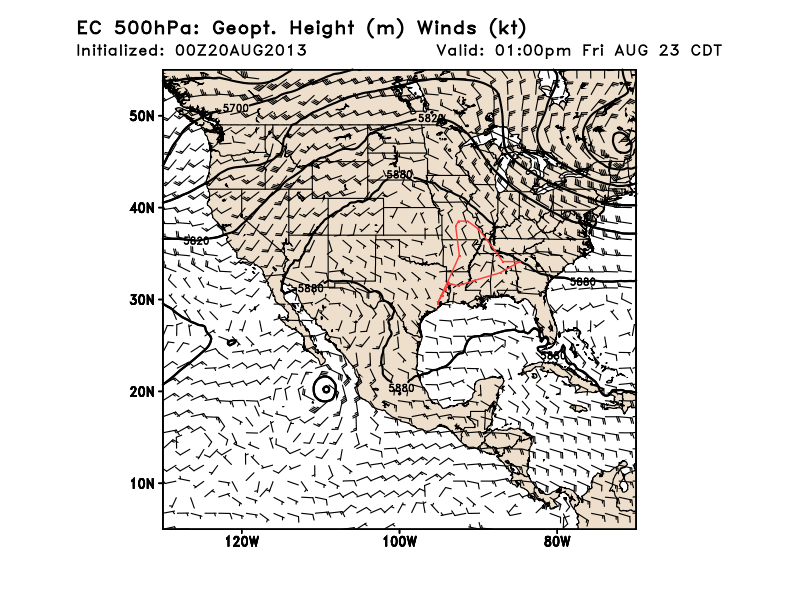 EC 500hPa: Geopt. Height (m) Winds (kt)
Initialized: 00Z20AUG2013 Valid: 01:00pm Fri AUG 23 CDT
50N
5700
5820
5880
40N
5820
5880
5880
30N
5880
20N
5880
10N
120W 100W 80W